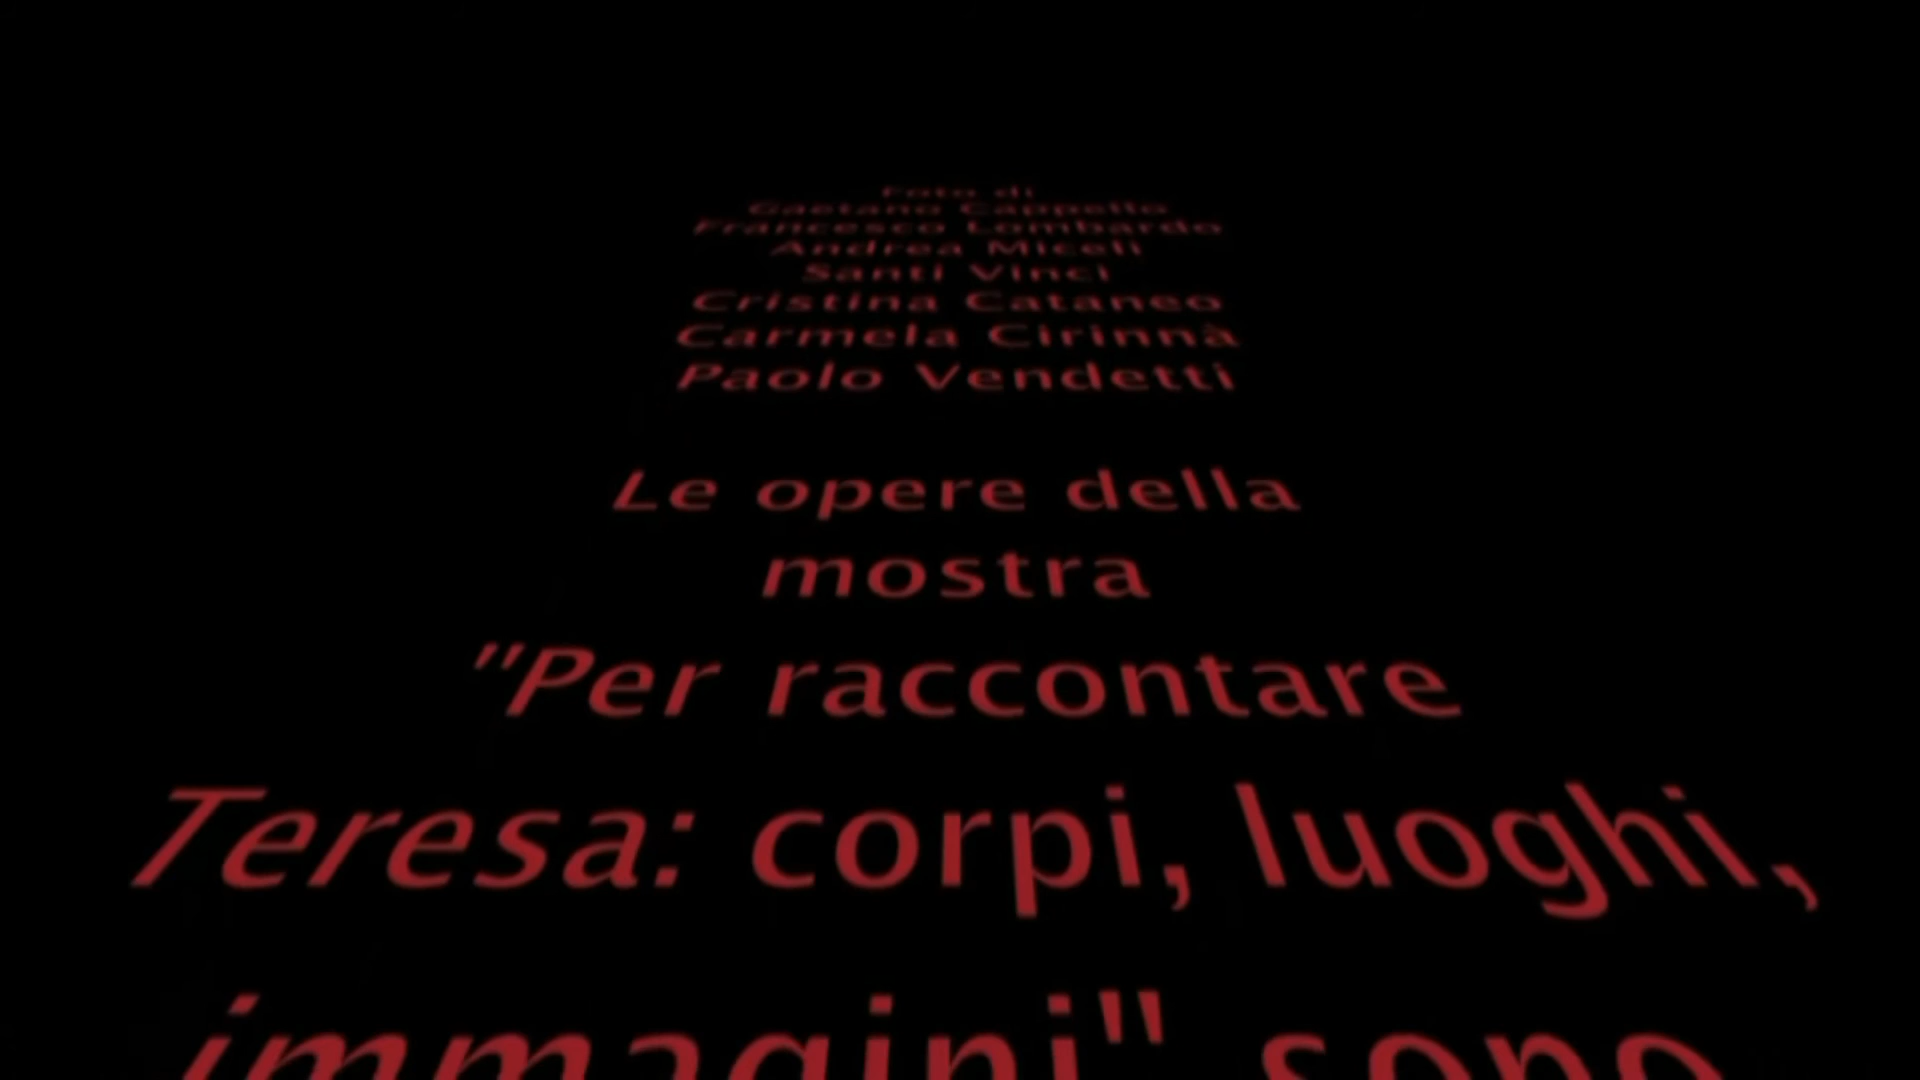 Foto di
Gaetano Cappello
Francesco Lombardo
Andrea Miceli
Santi Vinci
Cristina Cataneo
Carmela Cirinnà
Paolo Vendetti
Le opere della
mostra
"Per raccontare
Teresa: corpi, luoghi,
immagini" sono